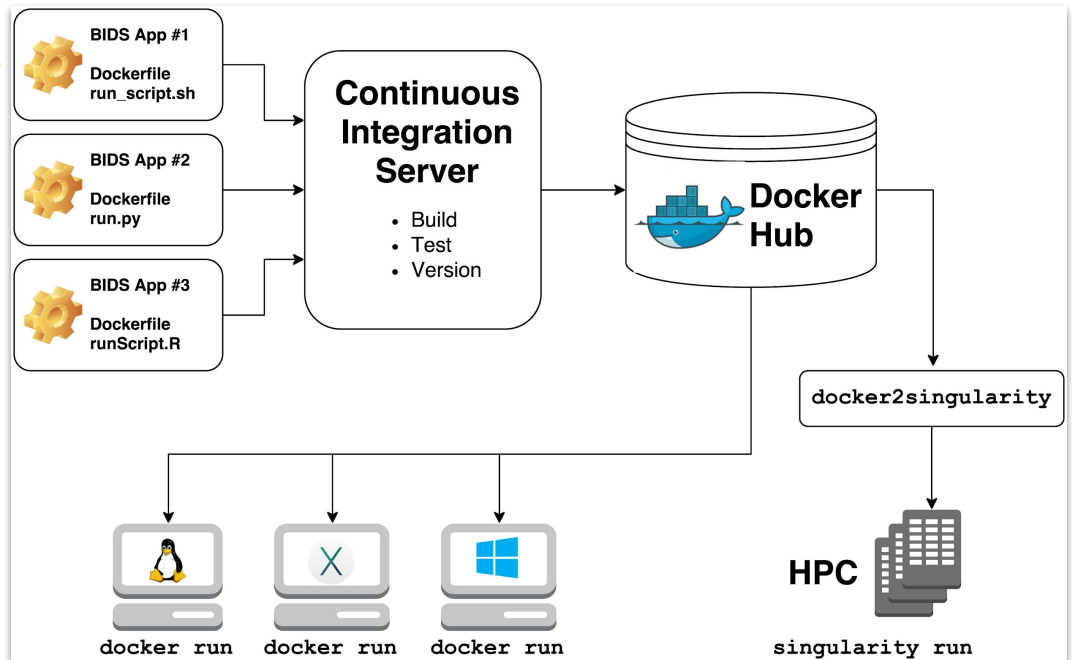 BIDS App #1
Dockerfile
run_script.sh
BIDS App #2
Dockerfile
run.py
BIDS App #3
Dockerfile
runScript.R
Continuous
Integration
Server
• Build
• Test
• Version
Docker
Hub
docker2singularity
HPC
docker run
docker run
docker run
singularity run